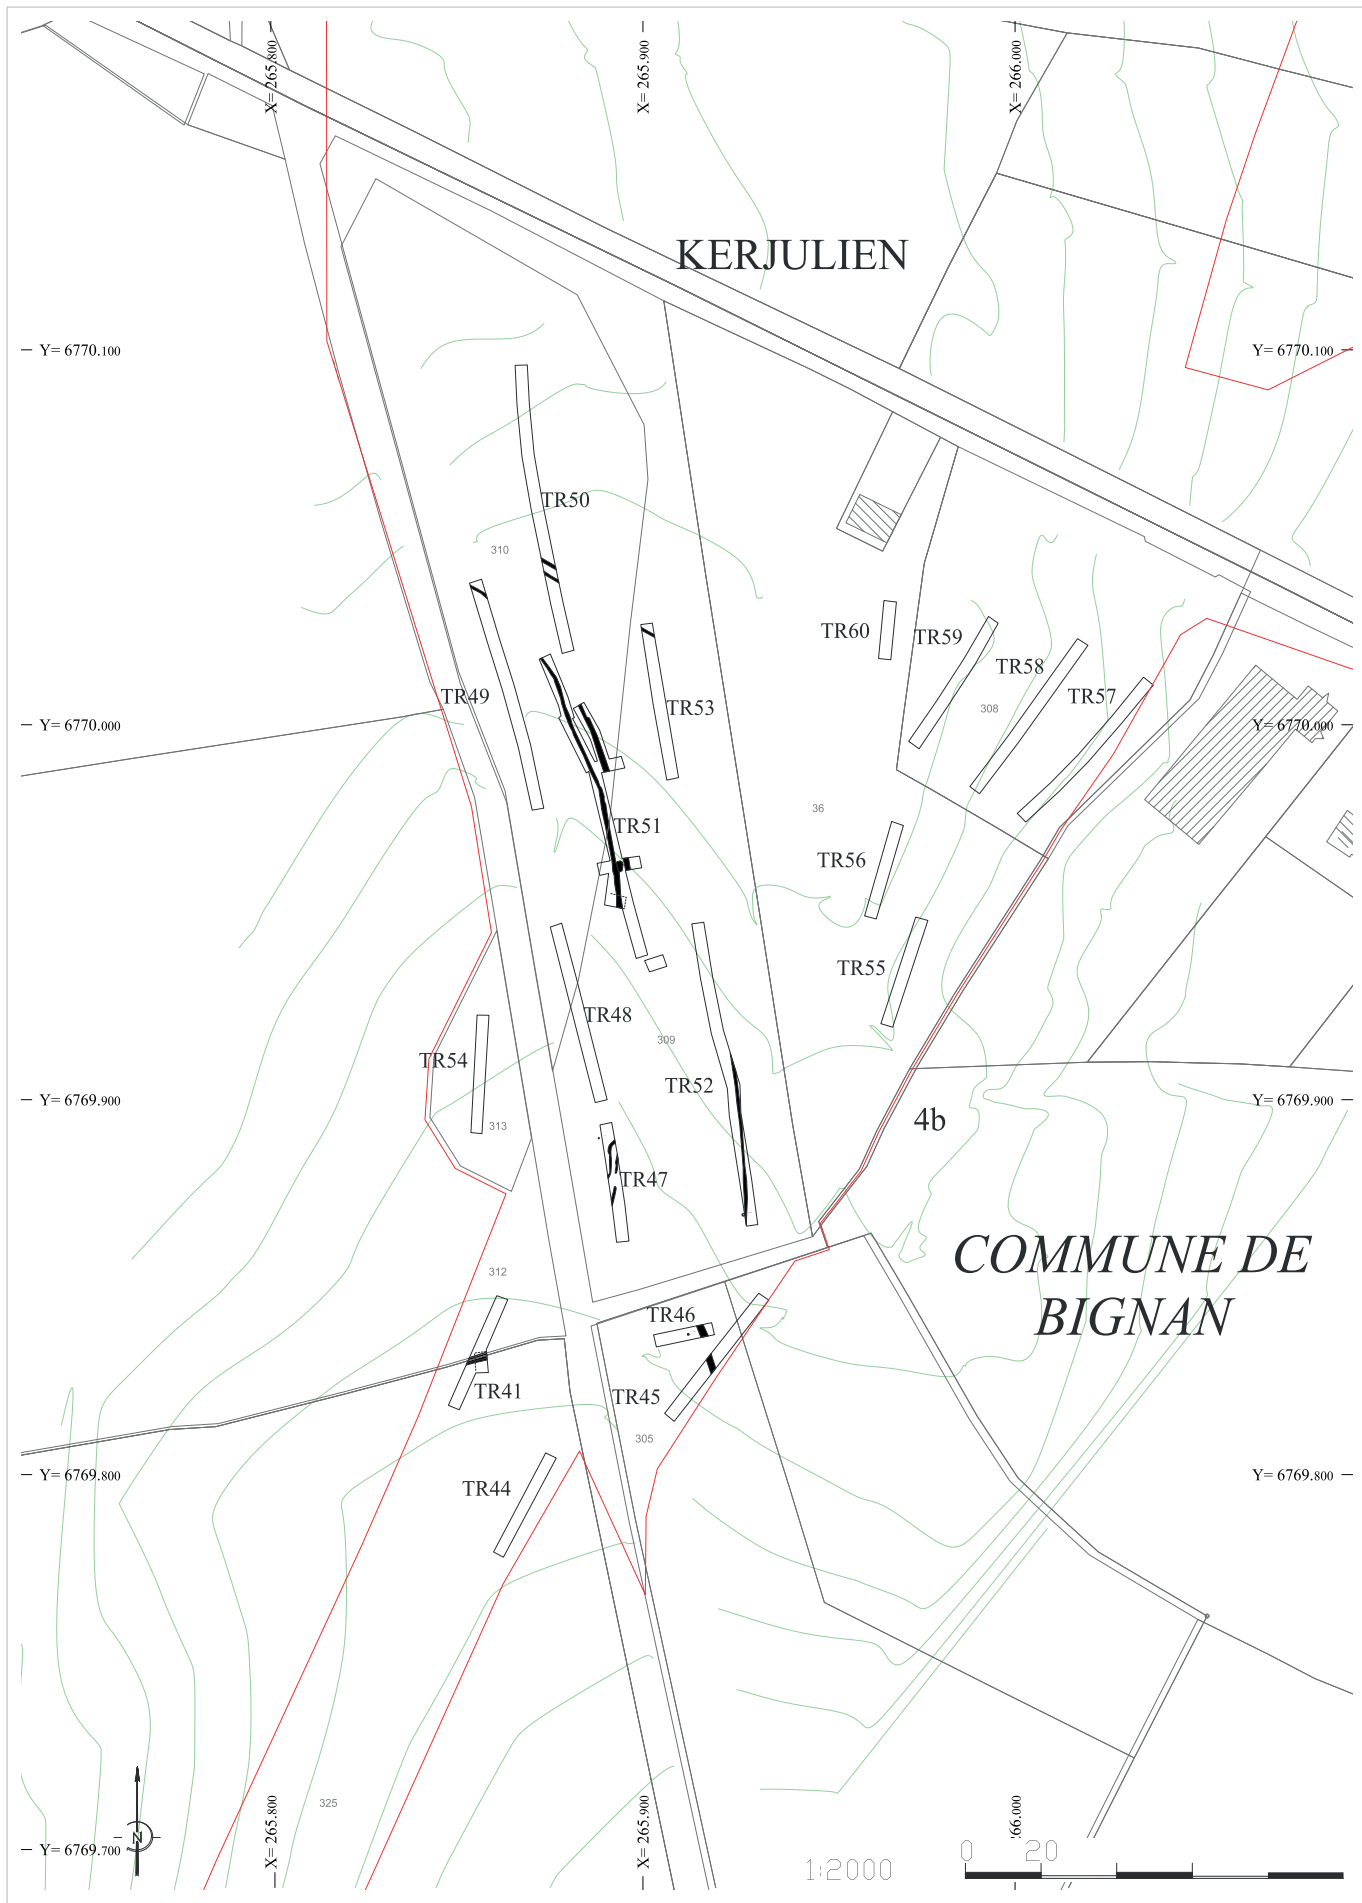 X= 265.800
X= 265.900
X= 266.000
KERJULIEN
Y= 6770.100
Y= 6770.100
TR50
310
TR60
TR59
TR58
TR57
TR49
TR53
308
Y= 6770.000
Y= 6770.000
36
TR51
TR56
TR55
TR48
309
TR54
TR52
Y= 6769.900
Y= 6769.900
4b
313
TR47
COMMUNE DE
BIGNAN
312
TR46
TR41
TR45
305
Y= 6769.800
Y= 6769.800
TR44
325
X= 265.800
X= 265.900
266.000
N
Y= 6769.700
0 20
1:2000